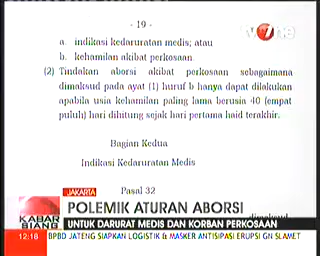 - 19 -
tvOne
a. indikasi kedaruratan medis; atau
b. kehamilan akibat perkosaan.
(2) Tindakan aborsi akibat perkosaan sebagaimana
dimaksud pada ayat (1) huruf b hanya dapat dilakukan
apabila usia kehamilan paling lama berusia 40 (empat
puluh) hari dihitung sejak hari pertama haid terakhir.
Bagian Kedua
Indikasi Kedaruratan Medis
Pasal 32
dimaksud
JAKARTA
KABAR
SIANG
POLEMIK ATURAN ABORSI
UNTUK DARURAT MEDIS DAN KORBAN PERKOSAAN
12:18 BPBD JATENG SIAPKAN LOGISTIK & MASKER ANTISIPASI ERUPSI GN SLAMET